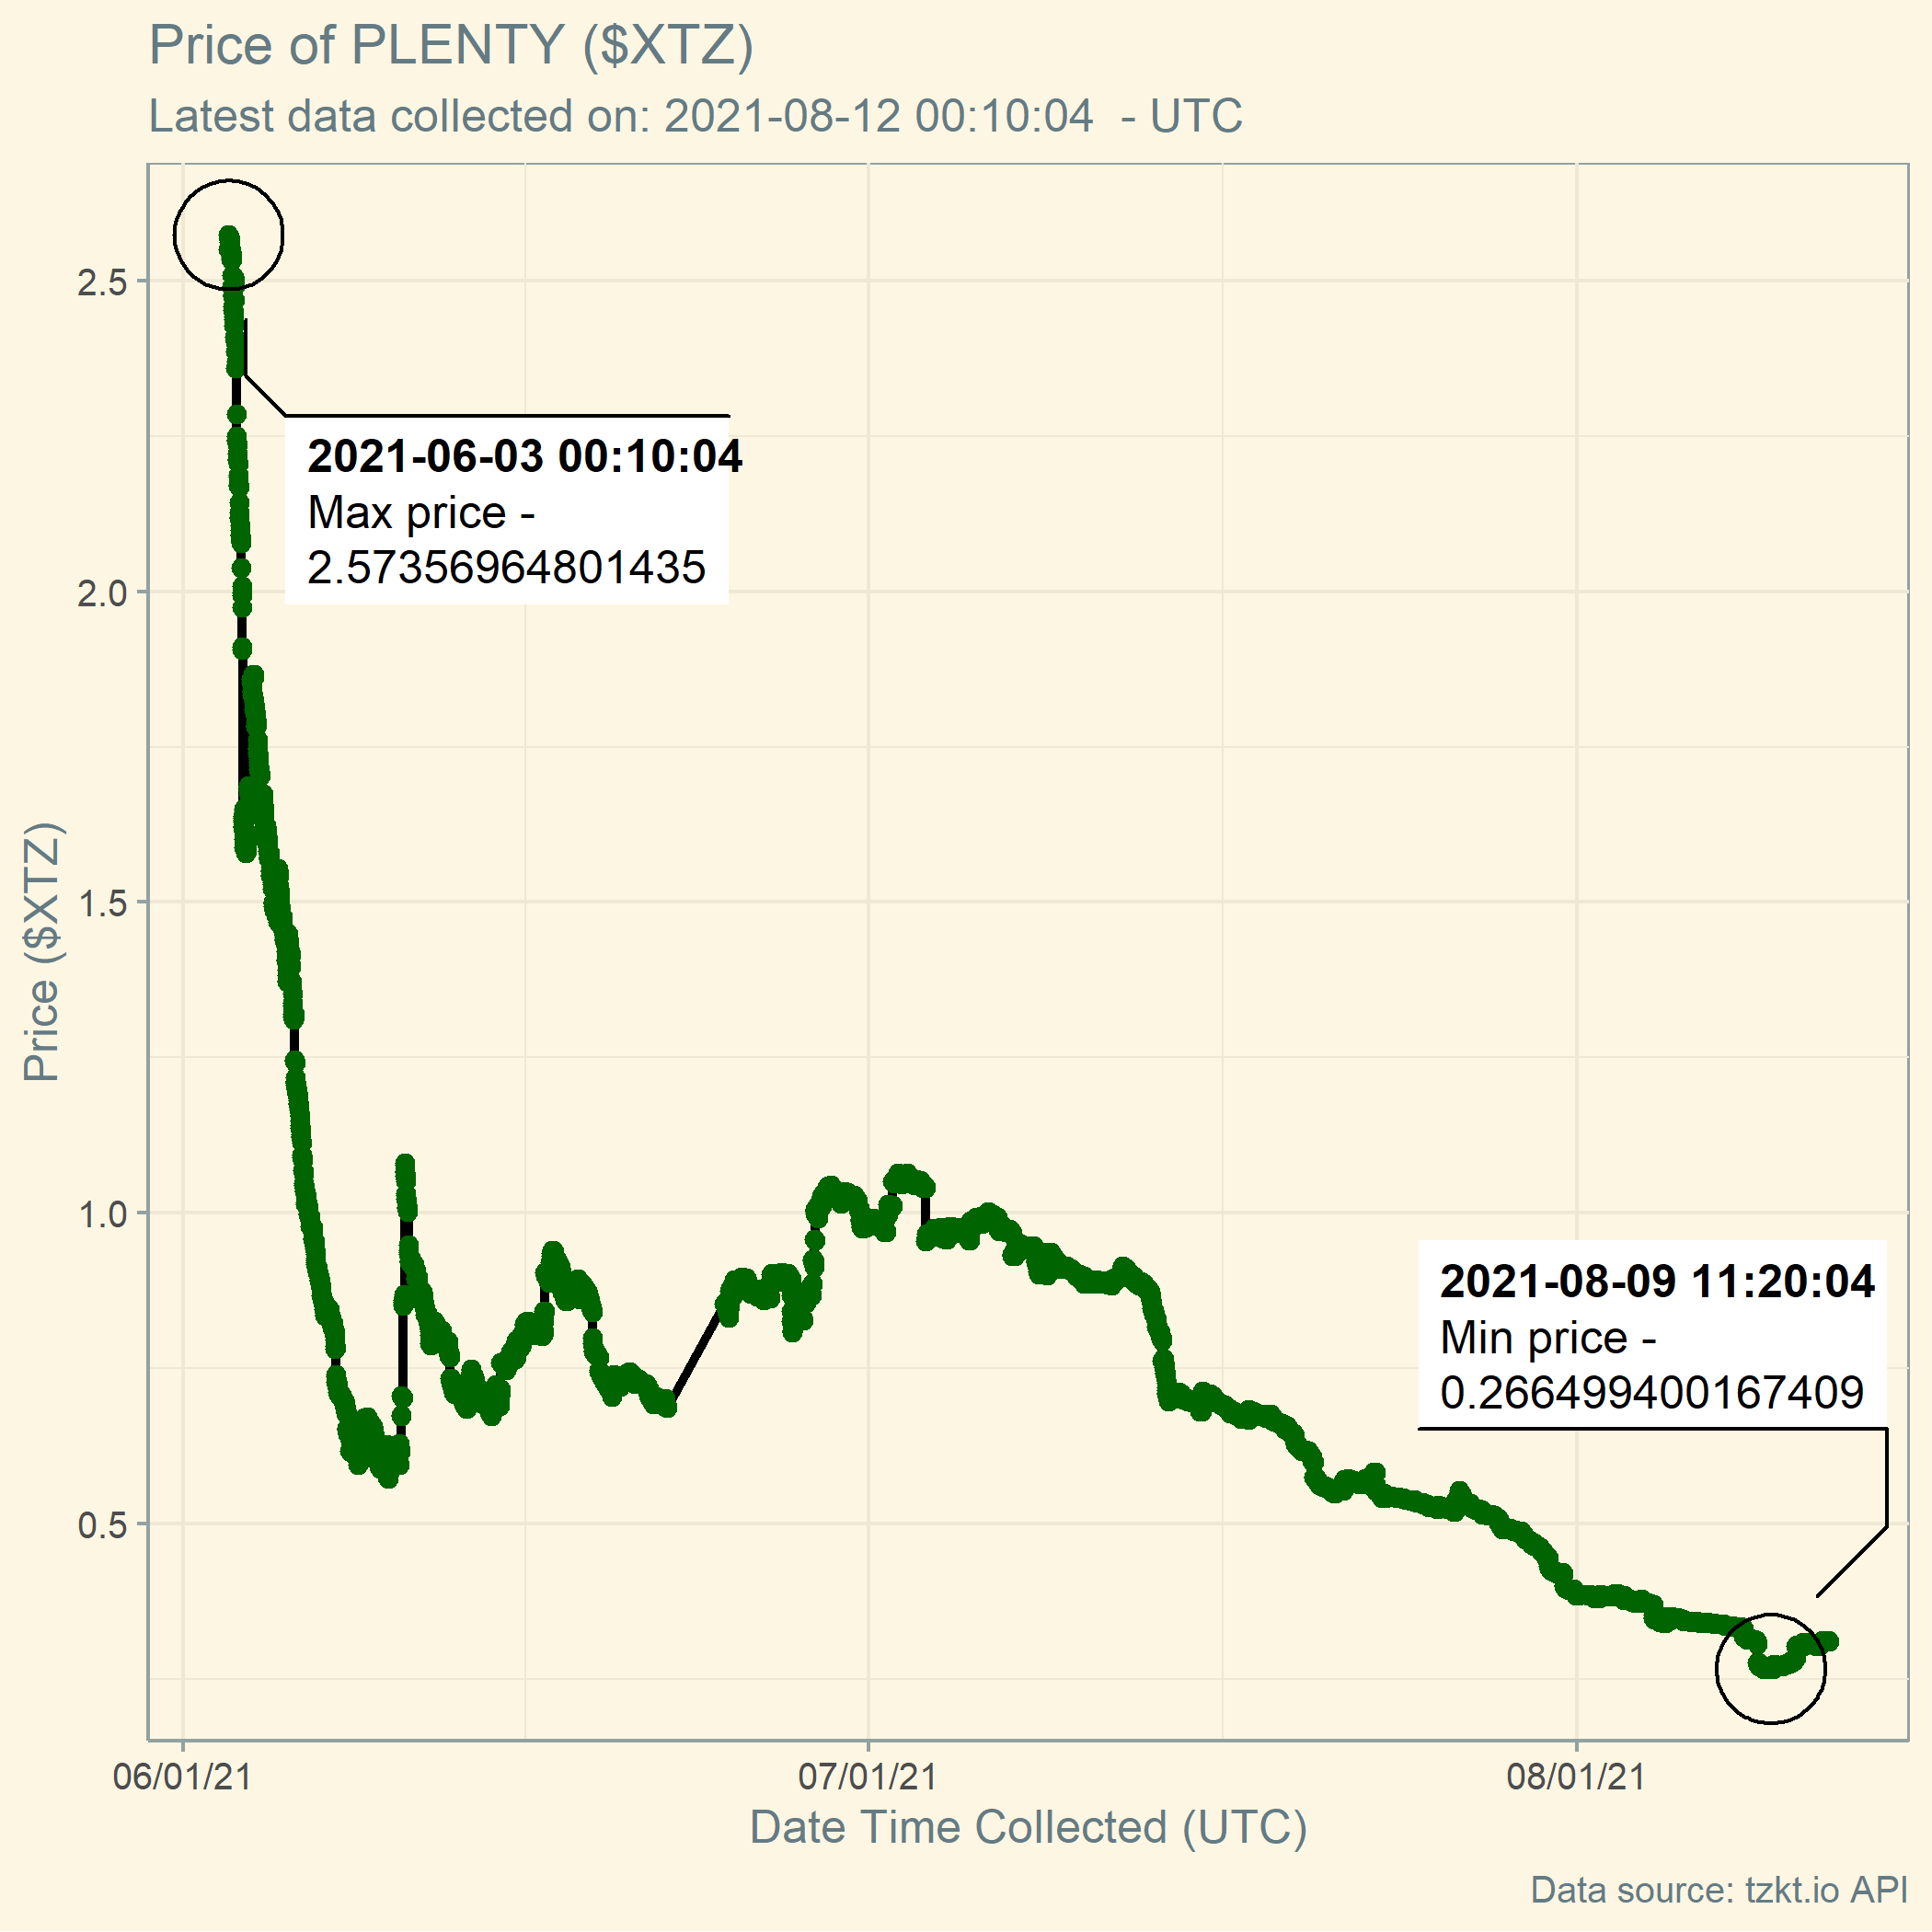 Price of PLENTY ($XTZ)
Latest data collected on: 2021-08-12 00:10:04  - UTC
2.5
2.0
1.5
1.0
0.5
Price ($XTZ)
2021-06-03 00:10:04
Max price -
2.57356964801435
2021-08-09 11:20:04
Min price -
0.266499400167409
06/01/21
07/01/21
08/01/21
Date Time Collected (UTC)
Data source: tzkt.io API